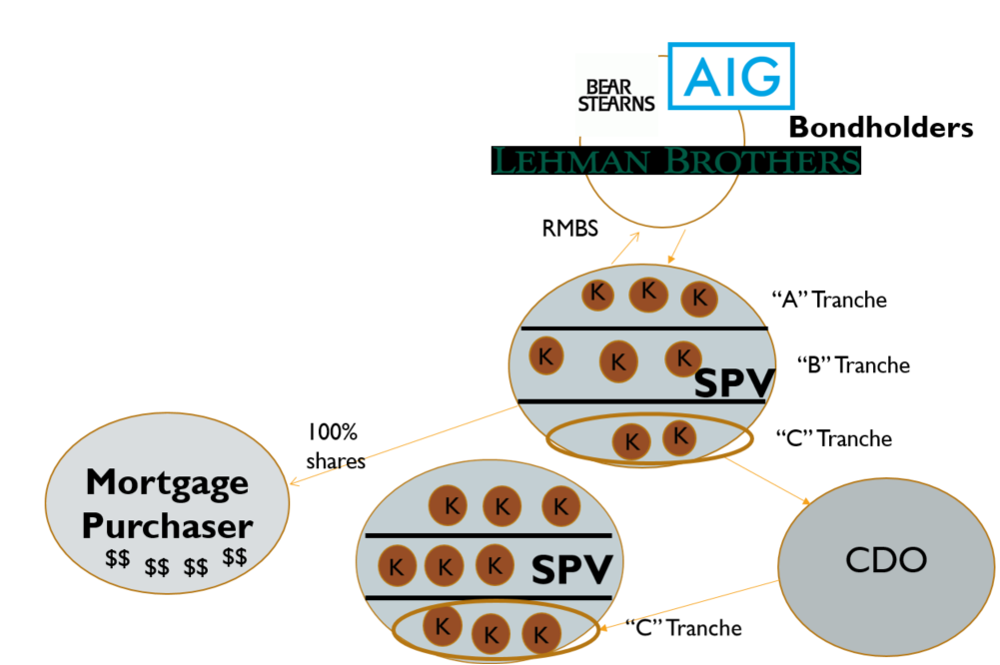 BEAR
STEARNS
AIG
Bondholders
LEHMAN BROTHERS
RMBS
K K K
"A" Tranche
K K K
"B" Tranche
SPV
100%
shares
K K
"C" Tranche
Mortgage
Purchaser
$$ $$ $$ $$
K K K
K K K
SPV
CDO
K K K
"C" Tranche